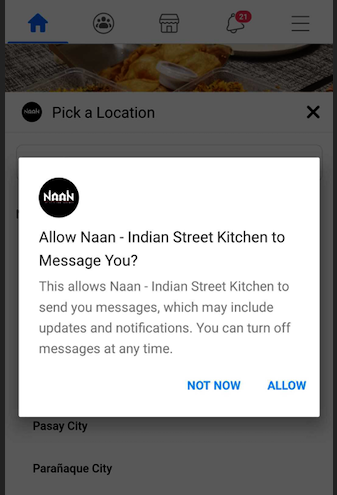 21
NAAN
Pick a Location
NAAN
Allow Naan - Indian Street Kitchen to
Message You?
This allows Naan - Indian Street Kitchen to
send you messages, which may include
updates and notifications. You can turn off
messages at any time.
NOT NOW ALLOW
Pasay City
Parañaque City